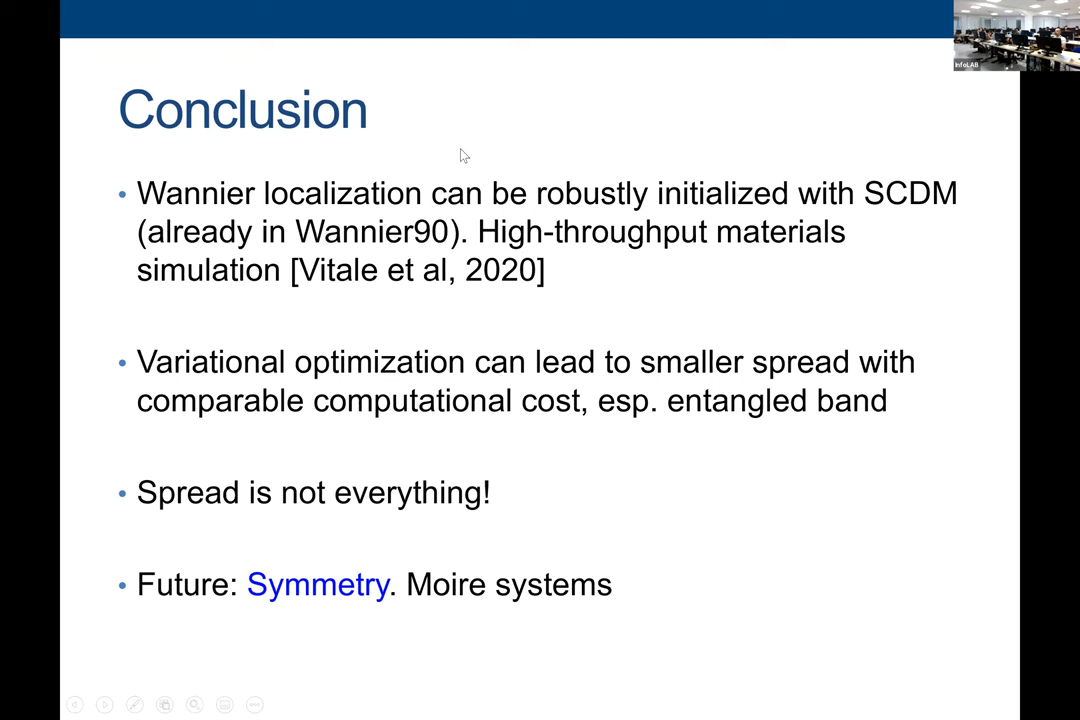 InfoLAB
Conclusion
• Wannier localization can be robustly initialized with SCDM
(already in Wannier90). High-throughput materials
simulation [Vitale et al, 2020]
• Variational optimization can lead to smaller spread with
comparable computational cost, esp. entangled band
• Spread is not everything!
• Future: Symmetry. Moire systems